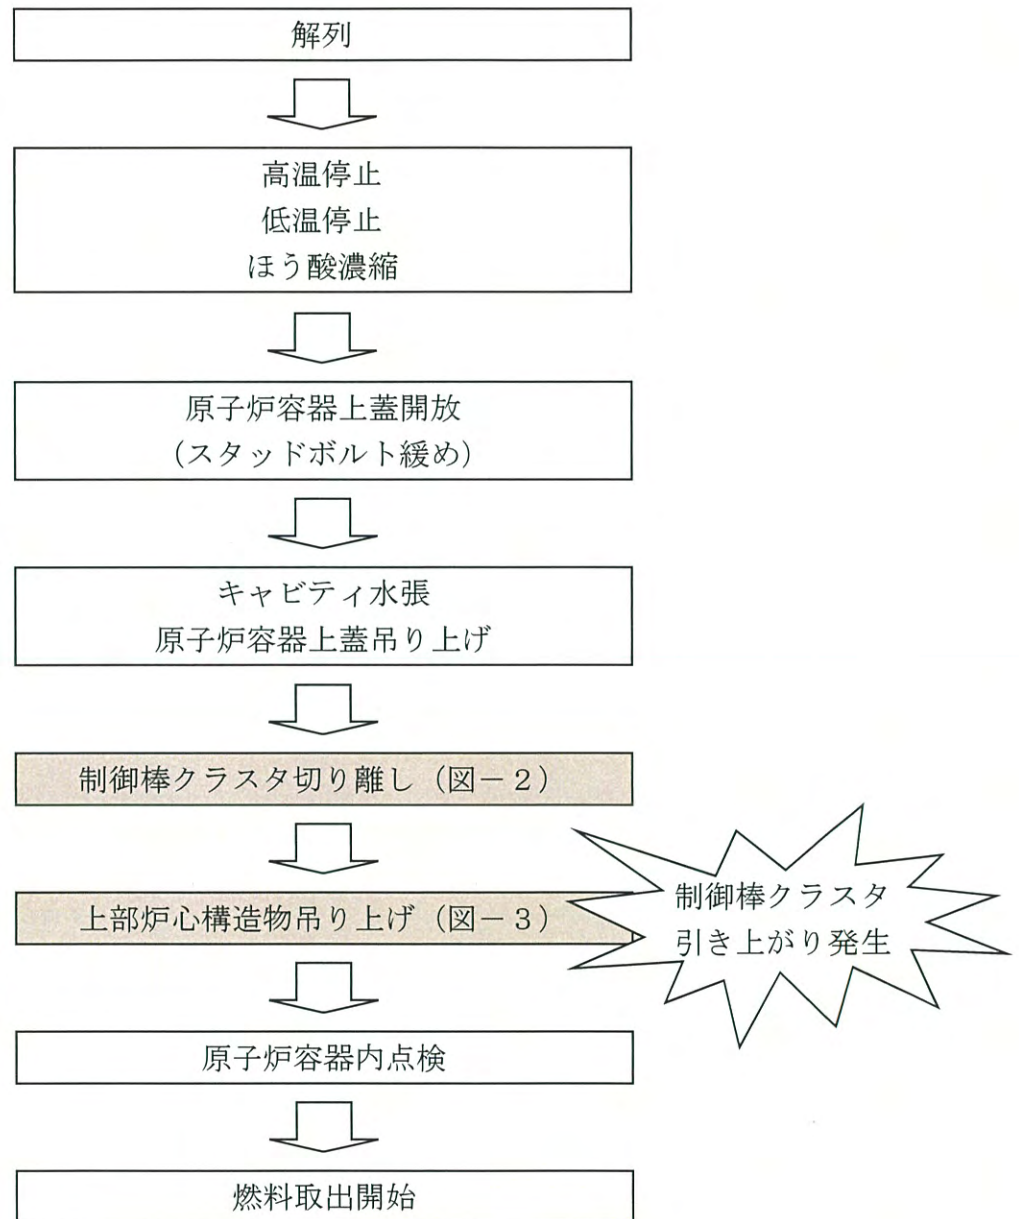 解列
高温停止
低温停止
ほう酸濃縮
原子炉容器上蓋開放
(スタッドボルト緩め)
キャビティ水張
原子炉容器上蓋吊り上げ
制御棒クラスタ切り離し（図－２）
上部炉心構造物吊り上げ（図－３）
制御棒クラスタ
引き上がり発生
原子炉容器内点検
燃料取出開始